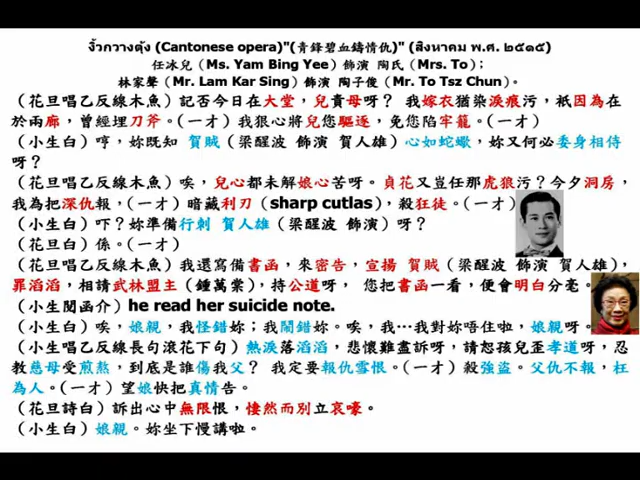 งิ้วกวางตุ้ง (Cantonese opera)"(青鋒碧血鑄情仇)" (สิงหาคม พ.ศ. ๒๕๑๕)
任冰兒 (Ms. Yam Bing Yee) 飾演 陶氏 (Mrs. To)；
林家聲 (Mr. Lam Kar Sing) 飾演 陶子俊 (Mr. To Tsz Chun)。
（花旦唱乙反線木魚）記否今日在大堂，兒責母呀？ 我嫁衣猶染淚痕污，祇因為在
於兩廊，曾經埋刀斧。（一才）我狠心將兒您驅逐，免您陷牢籠。（一才）
（小生白）哼，妳既知 賀賊（梁醒波 飾演 賀人雄）心如蛇蠍，妳又何必委身相侍
呀？
（花旦唱乙反線木魚）唉，兒心都未解娘心苦呀。貞花又豈任那虎狼污？今夕洞房，
我為把深仇報，（一才）暗藏利刃（sharp cutlas），殺狂徒。（一才）
（小生白）吓？妳準備行刺 賀人雄（梁醒波 飾演）呀？
（花旦白）係。（一才）
（花旦唱乙反線木魚）我還寫備書函，來密告，宣揚 賀賊（梁醒波 飾演 賀人雄），
罪滔滔，相請武林盟主（鍾萬業），持公道呀， 您把書函一看，便會明白分毫。
（小生閱函介）he read her suicide note.
（小生白）唉，娘親，我怪錯妳；我鬧錯妳。唉，我…我對妳唔住啦，娘親呀。
（小生唱乙反線長句滾花下句）熱淚落滔滔，悲懷難盡訴呀，請恕孩兒歪孝道呀，忍
教慈母受煎熬，到底是誰傷我父？ 我定要報仇雪恨。（一才）殺強盜。父仇不報，枉
為人。（一才）望娘快把真情告。
（花旦詩白）訴出心中無限恨，悽然而別立哀嚎。
（小生白）娘親。妳坐下慢講啦。